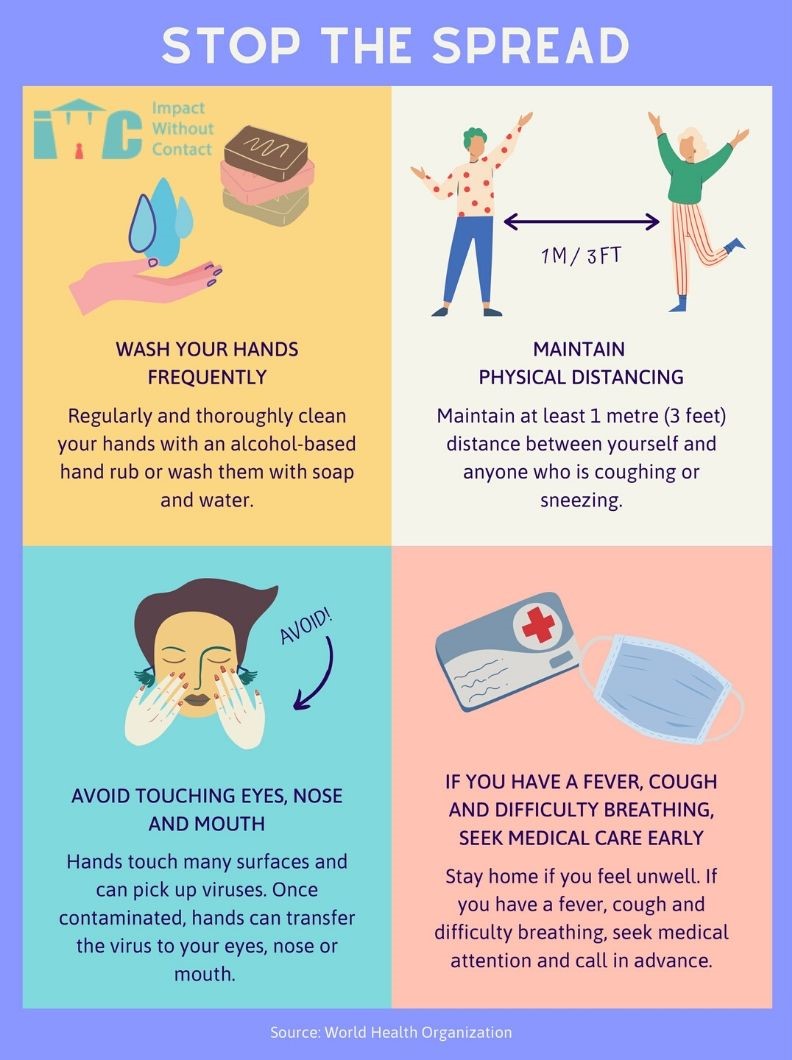 STOP THE SPREAD
iWC
Impact
Without
Contact
WASH YOUR HANDS
FREQUENTLY
Regularly and thoroughly clean
your hands with an alcohol-based
hand rub or wash them with soap
and water.
1M / 3FT
MAINTAIN
PHYSICAL DISTANCING
Maintain at least 1 metre (3 feet)
distance between yourself and
anyone who is coughing or
sneezing.
AVOID!
AVOID TOUCHING EYES, NOSE
AND MOUTH
Hands touch many surfaces and
can pick up viruses. Once
contaminated, hands can transfer
the virus to your eyes, nose or
mouth.
IF YOU HAVE A FEVER, COUGH
AND DIFFICULTY BREATHING,
SEEK MEDICAL CARE EARLY
Stay home if you feel unwell. If
you have a fever, cough and
difficulty breathing, seek medical
attention and call in advance.
Source: World Health Organization